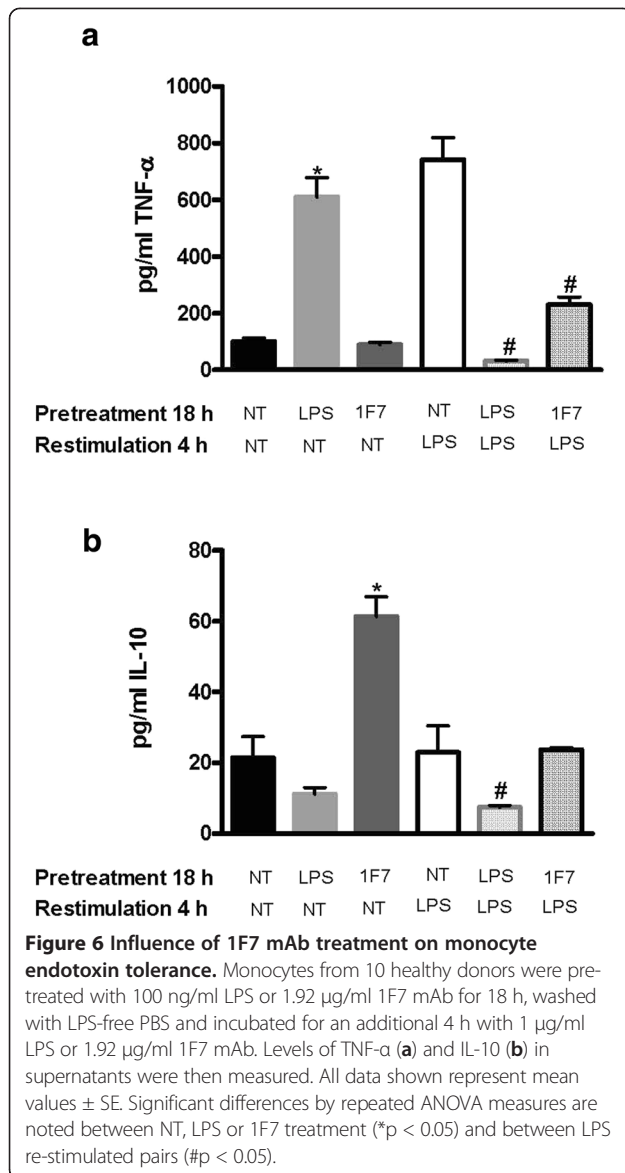 a
1000
800
600
400
200
0
pg/ml TNF-α
*
#
#
Pretreatment 18 h NT LPS 1F7 NT LPS 1F7
Restimulation 4 h NT NT NT LPS LPS LPS
b
80
60
40
20
0
pg/ml IL-10
*
#
Pretreatment 18 h NT LPS 1F7 NT LPS 1F7
Restimulation 4 h NT NT NT LPS LPS LPS
Figure 6 Influence of 1F7 mAb treatment on monocyte
endotoxin tolerance. Monocytes from 10 healthy donors were pre-
treated with 100 ng/ml LPS or 1.92 μg/ml 1F7 mAb for 18 h, washed
with LPS-free PBS and incubated for an additional 4 h with 1 μg/ml
LPS or 1.92 μg/ml 1F7 mAb. Levels of TNF-α (a) and IL-10 (b) in
supernatants were then measured. All data shown represent mean
values ± SE. Significant differences by repeated ANOVA measures are
noted between NT, LPS or 1F7 treatment (*p < 0.05) and between LPS
re-stimulated pairs (#p < 0.05).